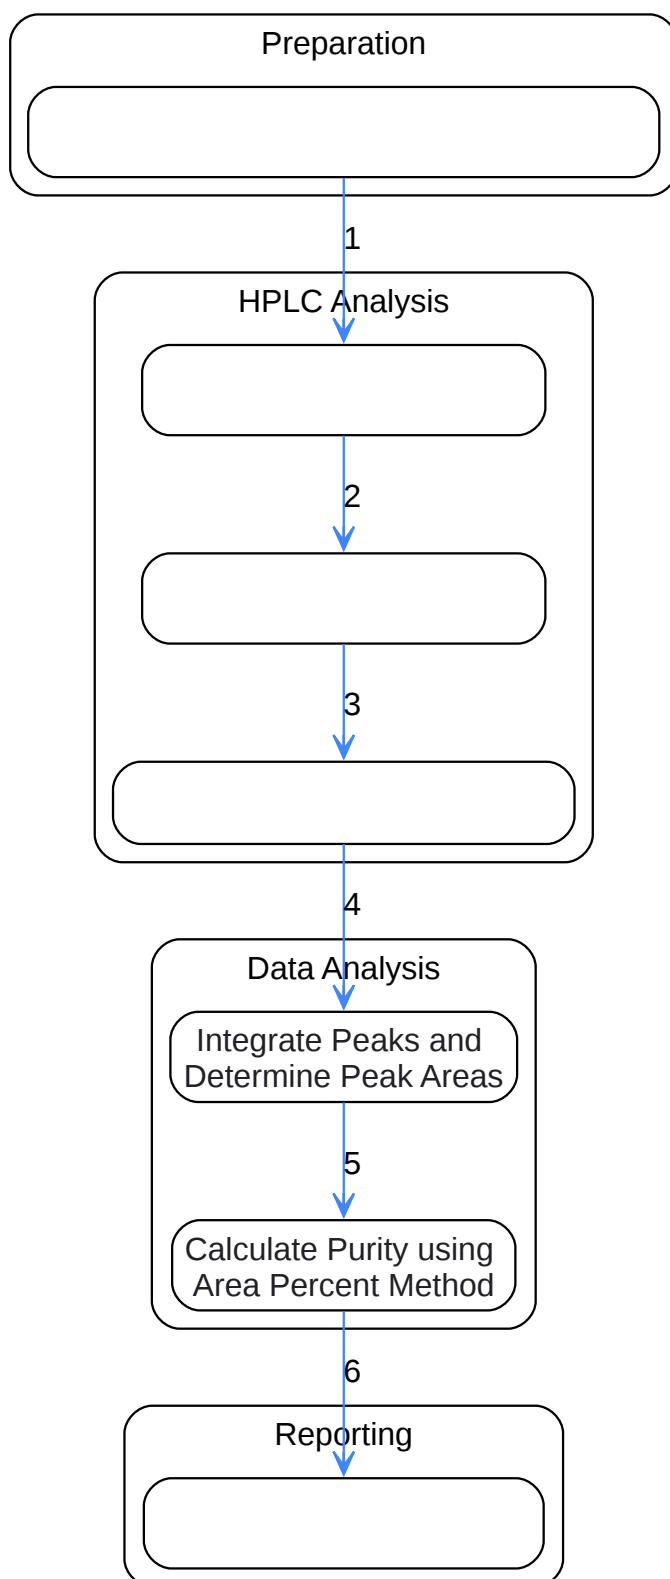 Preparation
1
HPLC Analysis
2
3
4
Data Analysis
Integrate Peaks and
Determine Peak Areas
5
Calculate Purity using
Area Percent Method
6
Reporting